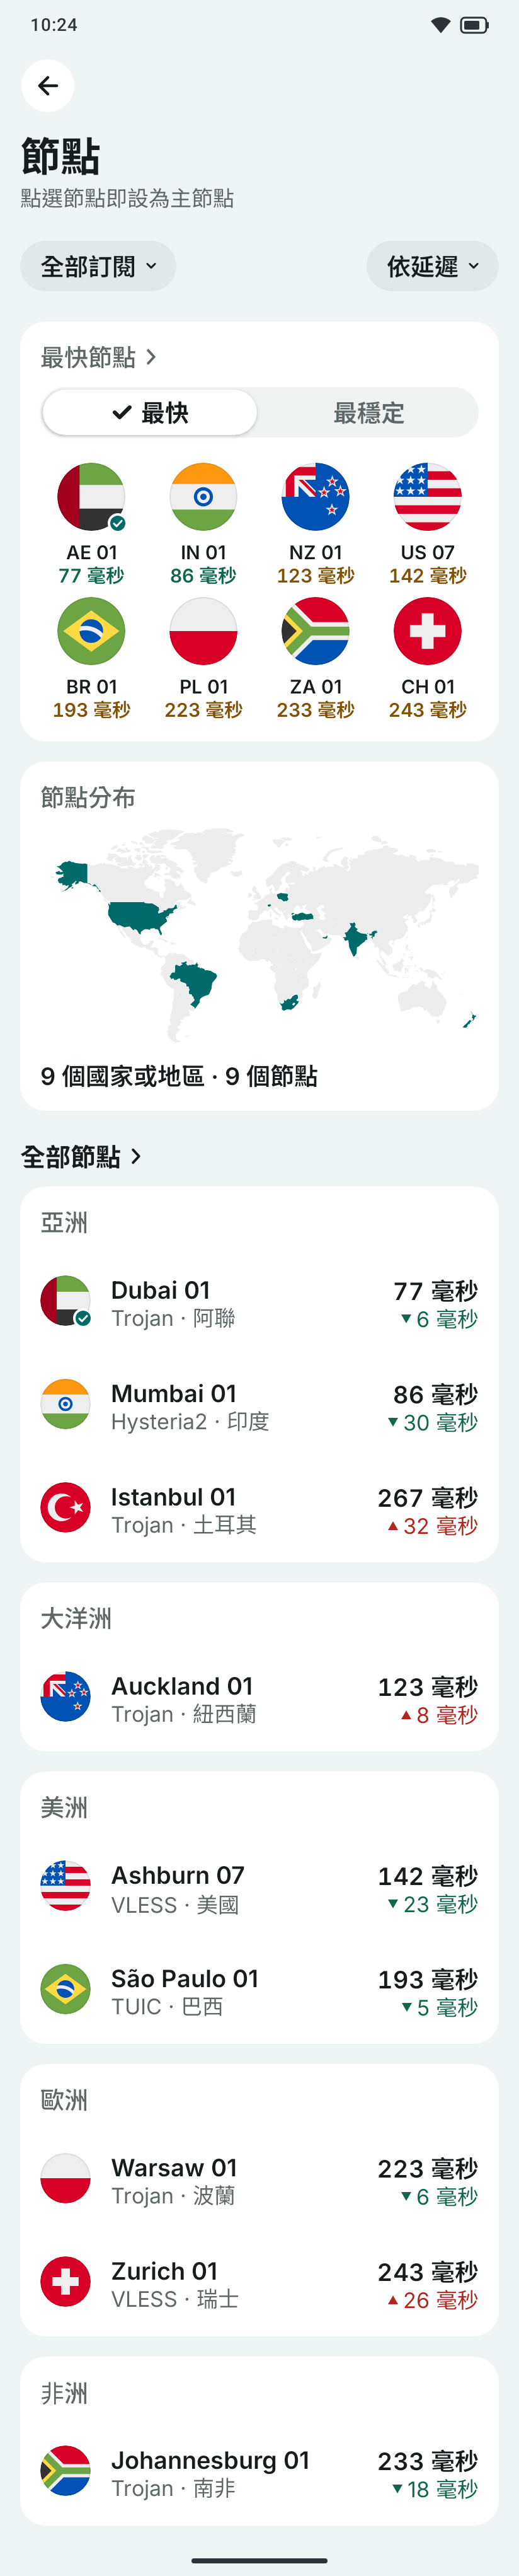 10:24
節點
點選節點即設為主節點
全部訂閱
依延遲
最快節點
最快
最穩定
AE 01
IN 01
NZ 01
US 07
77 毫秒
86 毫秒
123 毫秒
142 毫秒
BR 01
PL 01
ZA 01
CH 01
193 毫秒
223 毫秒
233 毫秒
243 毫秒
節點分布
9 個國家或地區 · 9 個節點
全部節點
亞洲
Dubai 01
77 毫秒
Trojan · 阿聯
▼6 毫秒
Mumbai 01
86 毫秒
Hysteria2 · 印度
▼30 毫秒
Istanbul 01
267 毫秒
Trojan · 土耳其
▲32 毫秒
大洋洲
Auckland 01
123 毫秒
Trojan · 紐西蘭
▲8 毫秒
美洲
Ashburn 07
142 毫秒
VLESS · 美國
▼23 毫秒
São Paulo 01
193 毫秒
TUIC · 巴西
▼5 毫秒
歐洲
Warsaw 01
223 毫秒
Trojan · 波蘭
▼6 毫秒
Zurich 01
243 毫秒
VLESS · 瑞士
▲26 毫秒
非洲
Johannesburg 01
233 毫秒
Trojan · 南非
▼18 毫秒